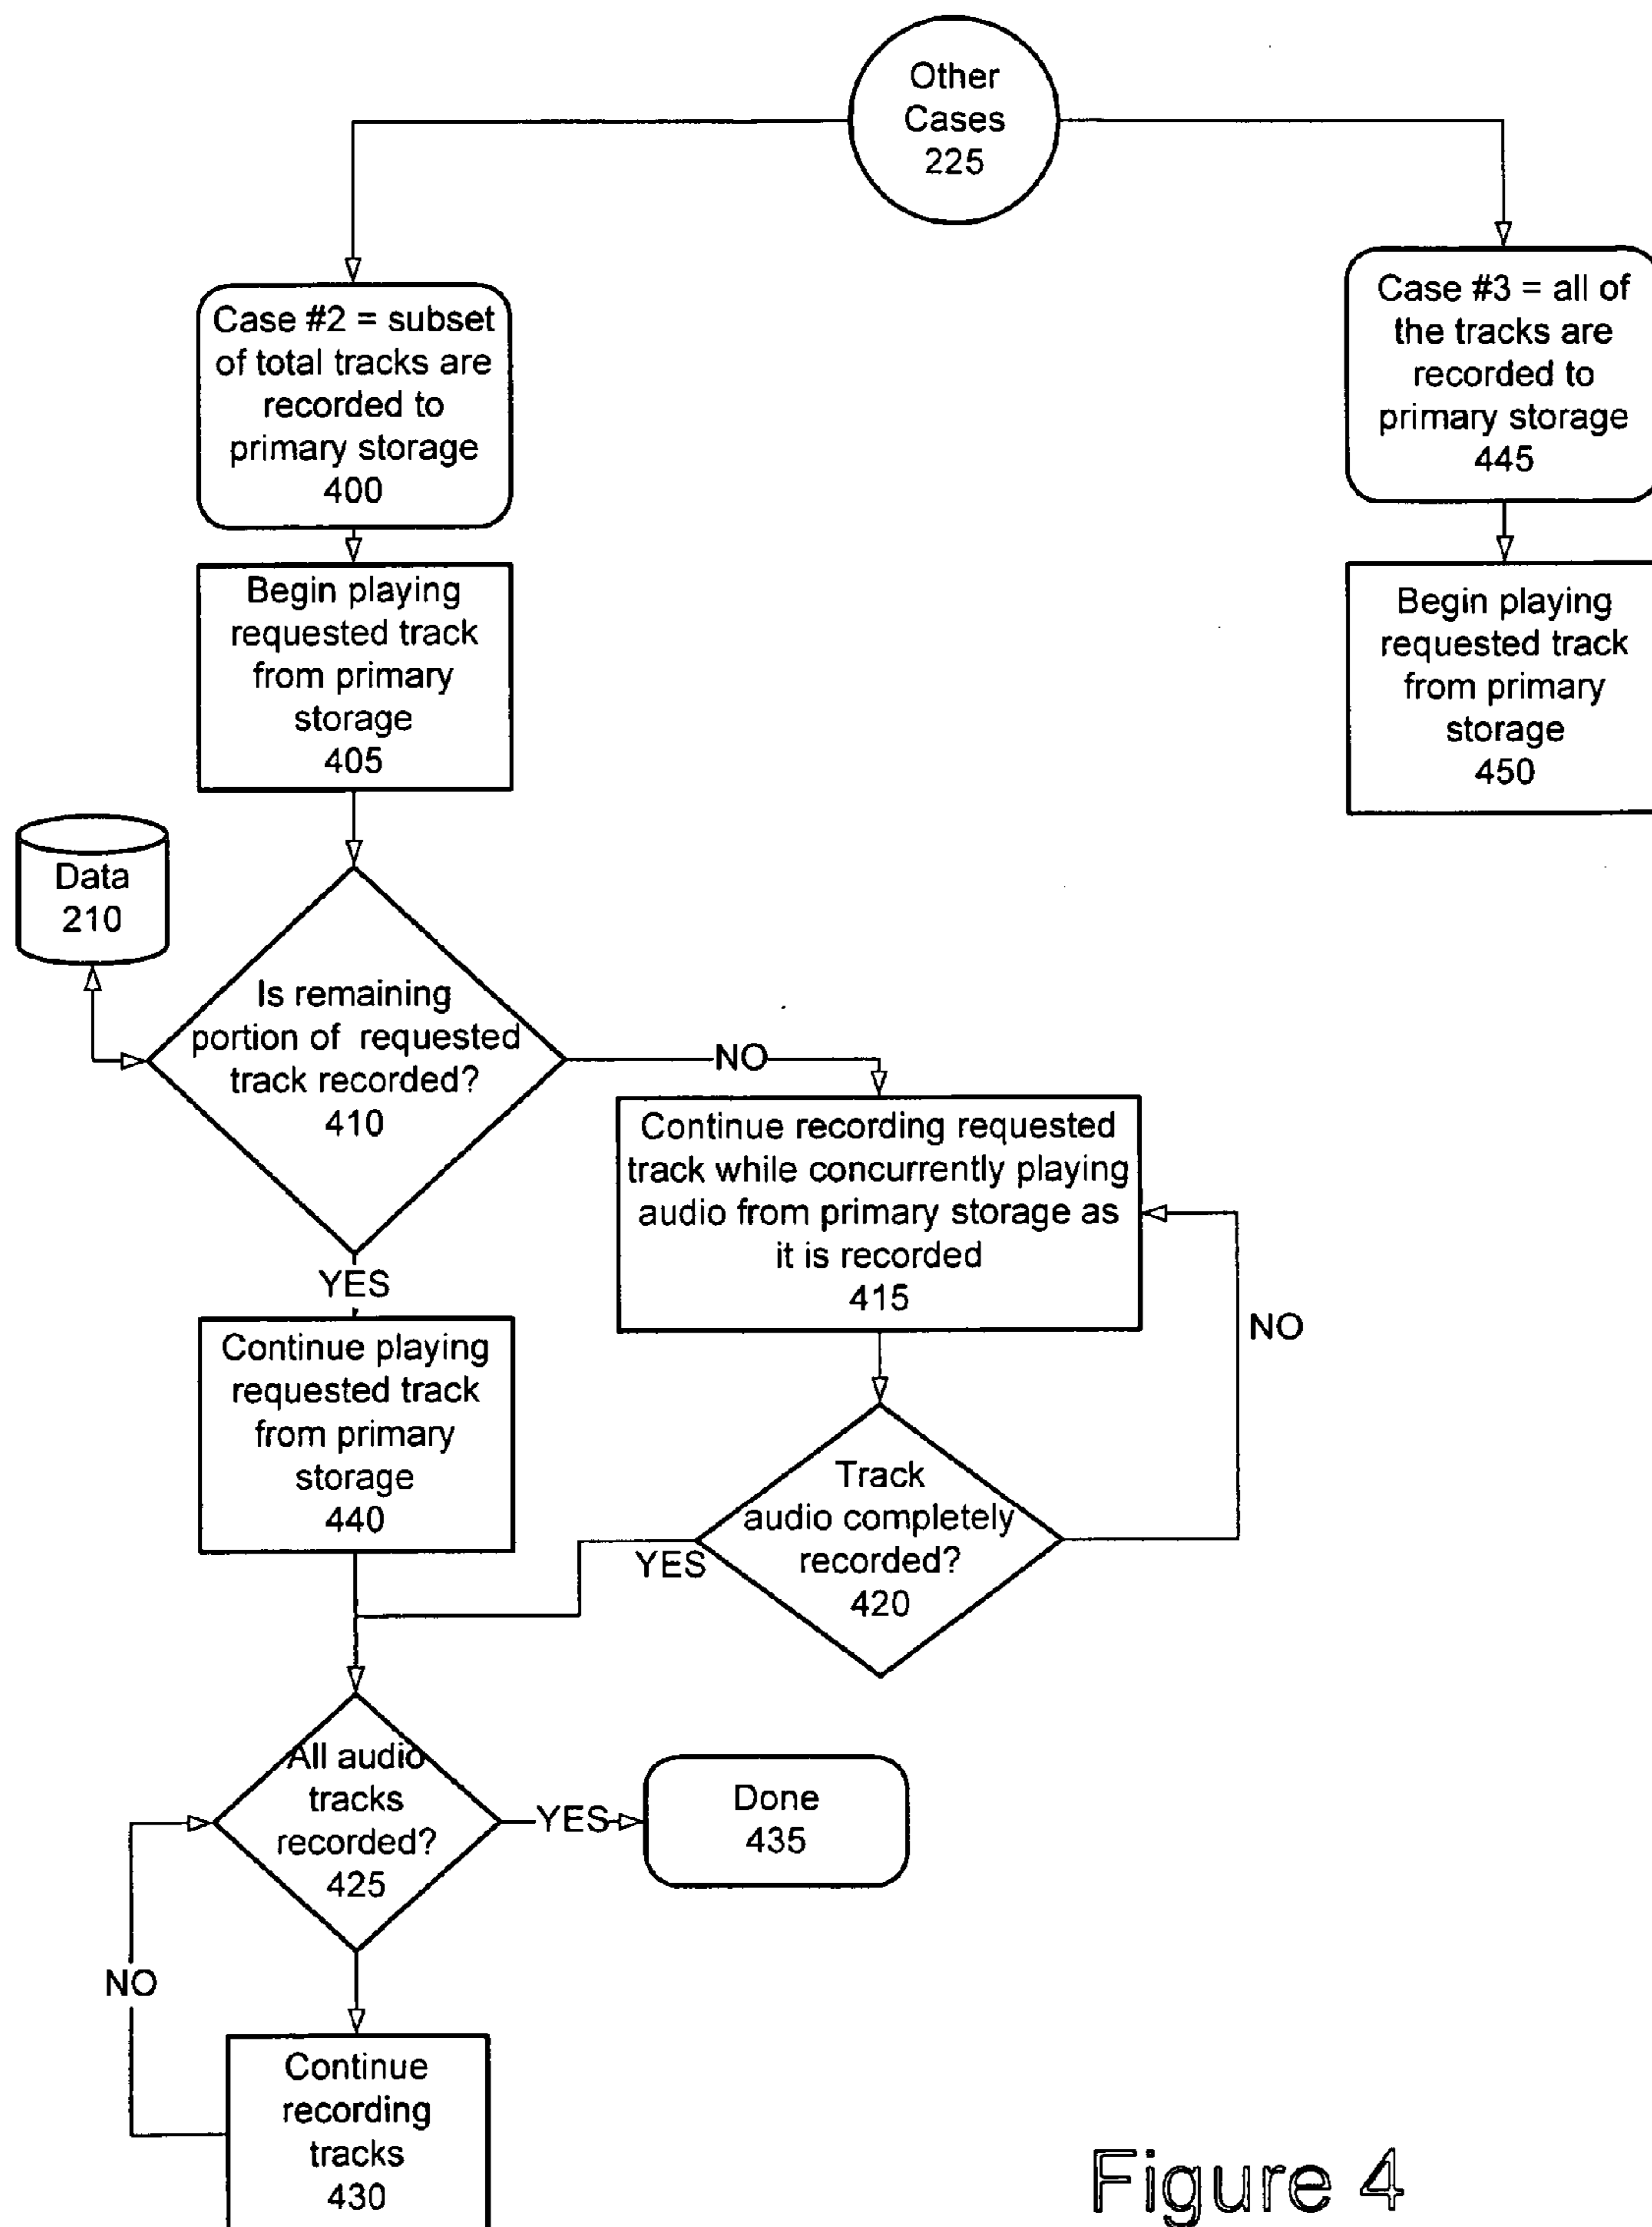 Other
Cases
225
Case #2 = subset
of total tracks are
recorded to
primary storage
400
Case #3 = all of
the tracks are
recorded to
primary storage
445
Begin playing
requested track
from primary
storage
405
Begin playing
requested track
from primary
storage
450
Data
210
Is remaining
portion of requested
track recorded?
410
NO
YES
Continue recording requested
track while concurrently playing
audio from primary storage as
it is recorded
415
NO
Continue playing
requested track
from primary
storage
440
Track
audio completely
recorded?
420
YES
All audio
tracks
recorded?
425
YES
Done
435
NO
Continue
recording
tracks
430
Figure 4